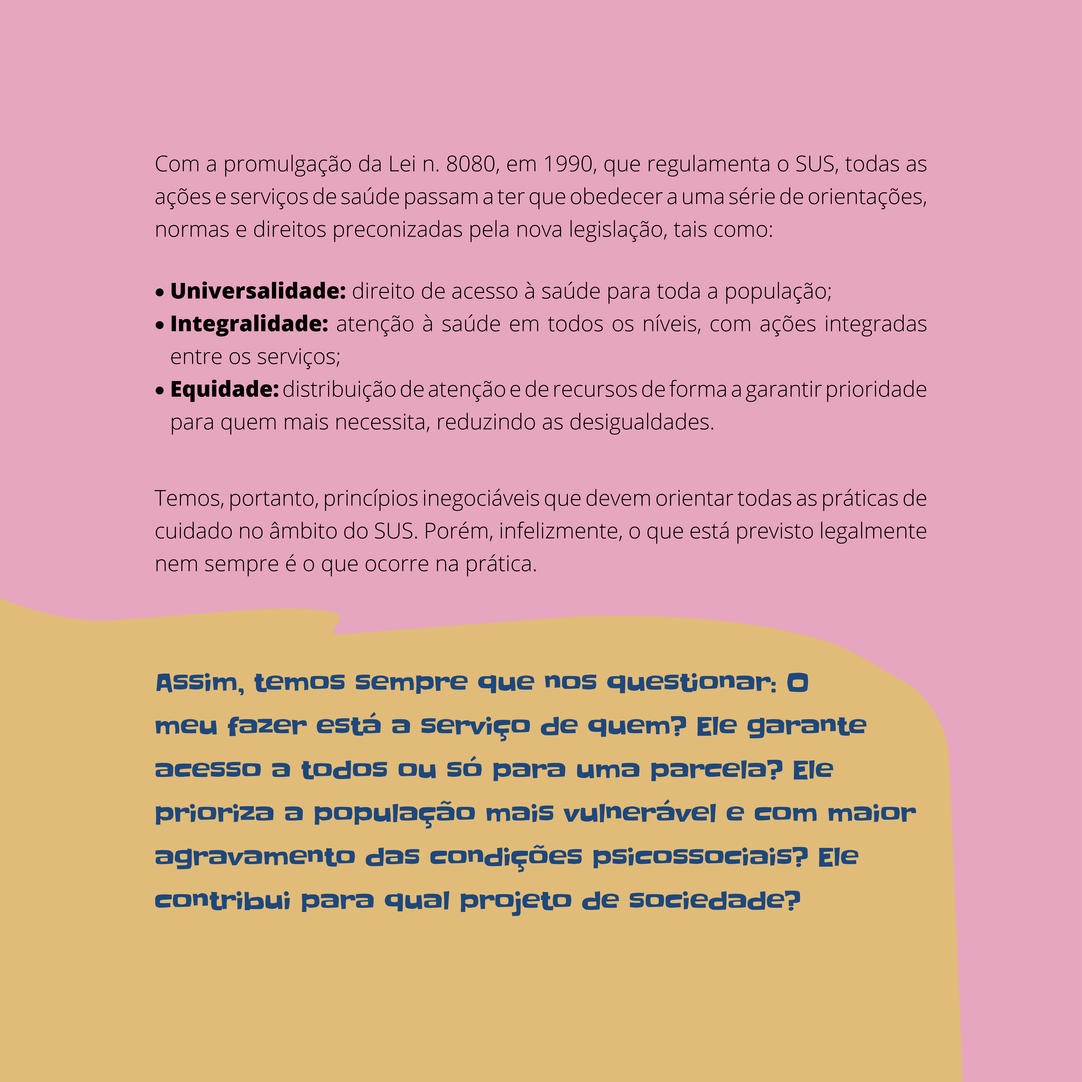 Com a promulgação da Lei n. 8080, em 1990, que regulamenta o SUS, todas as
ações e serviços de saúde passam a ter que obedecer a uma série de orientações,
normas e direitos preconizadas pela nova legislação, tais como:
• Universalidade: direito de acesso à saúde para toda a população;
• Integralidade: atenção à saúde em todos os níveis, com ações integradas
entre os serviços;
• Equidade: distribuição de atenção e de recursos de forma a garantir prioridade
para quem mais necessita, reduzindo as desigualdades.
Temos, portanto, princípios inegociáveis que devem orientar todas as práticas de
cuidado no âmbito do SUS. Porém, infelizmente, o que está previsto legalmente
nem sempre é o que ocorre na prática.
Assim, temos sempre que nos questionar: O
meu fazer está a serviço de quem? Ele garante
acesso a todos ou só para uma parcela? Ele
prioriza a população mais vulnerável e com maior
agravamento das condições psicossociais? Ele
contribui para qual projeto de sociedade?